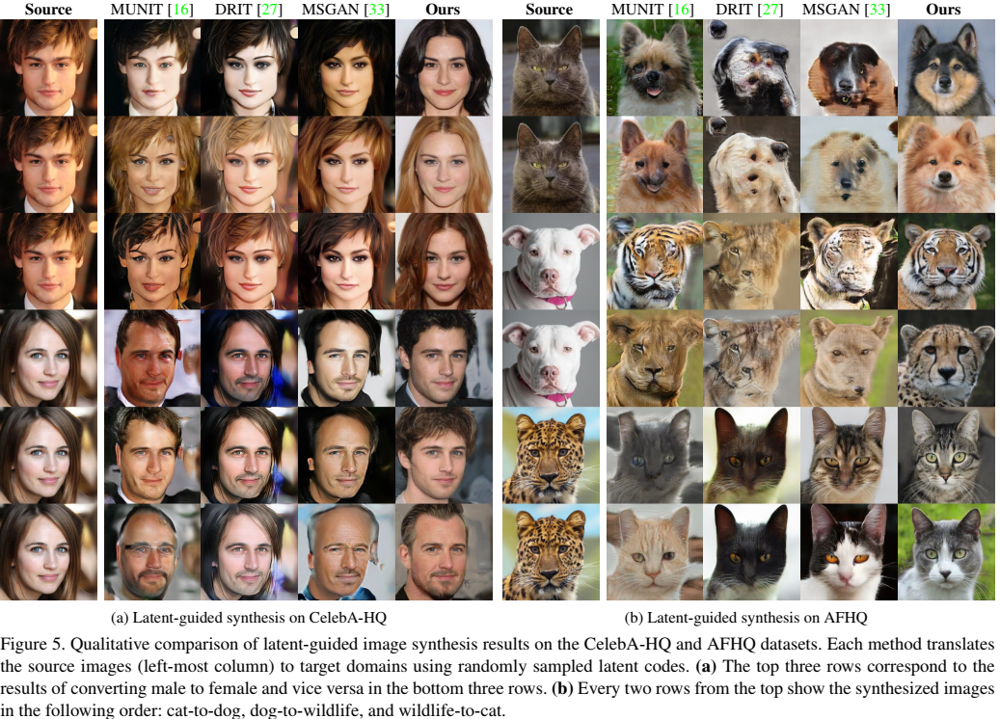 Source MUNIT [16] DRIT [27] MSGAN [33] Ours Source MUNIT [16] DRIT [27] MSGAN [33] Ours
(a) Latent-guided synthesis on CelebA-HQ (b) Latent-guided synthesis on AFHQ
Figure 5. Qualitative comparison of latent-guided image synthesis results on the CelebA-HQ and AFHQ datasets. Each method translates
the source images (left-most column) to target domains using randomly sampled latent codes. (a) The top three rows correspond to the
results of converting male to female and vice versa in the bottom three rows. (b) Every two rows from the top show the synthesized images
in the following order: cat-to-dog, dog-to-wildlife, and wildlife-to-cat.